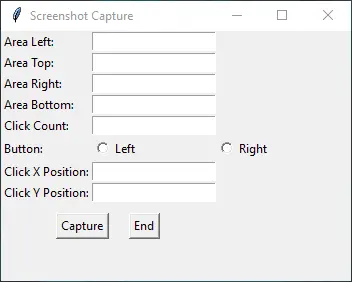 Screenshot Capture
Area Left:
Area Top:
Area Right:
Area Bottom:
Click Count:
Button: Left Right
Click X Position:
Click Y Position:
Capture End